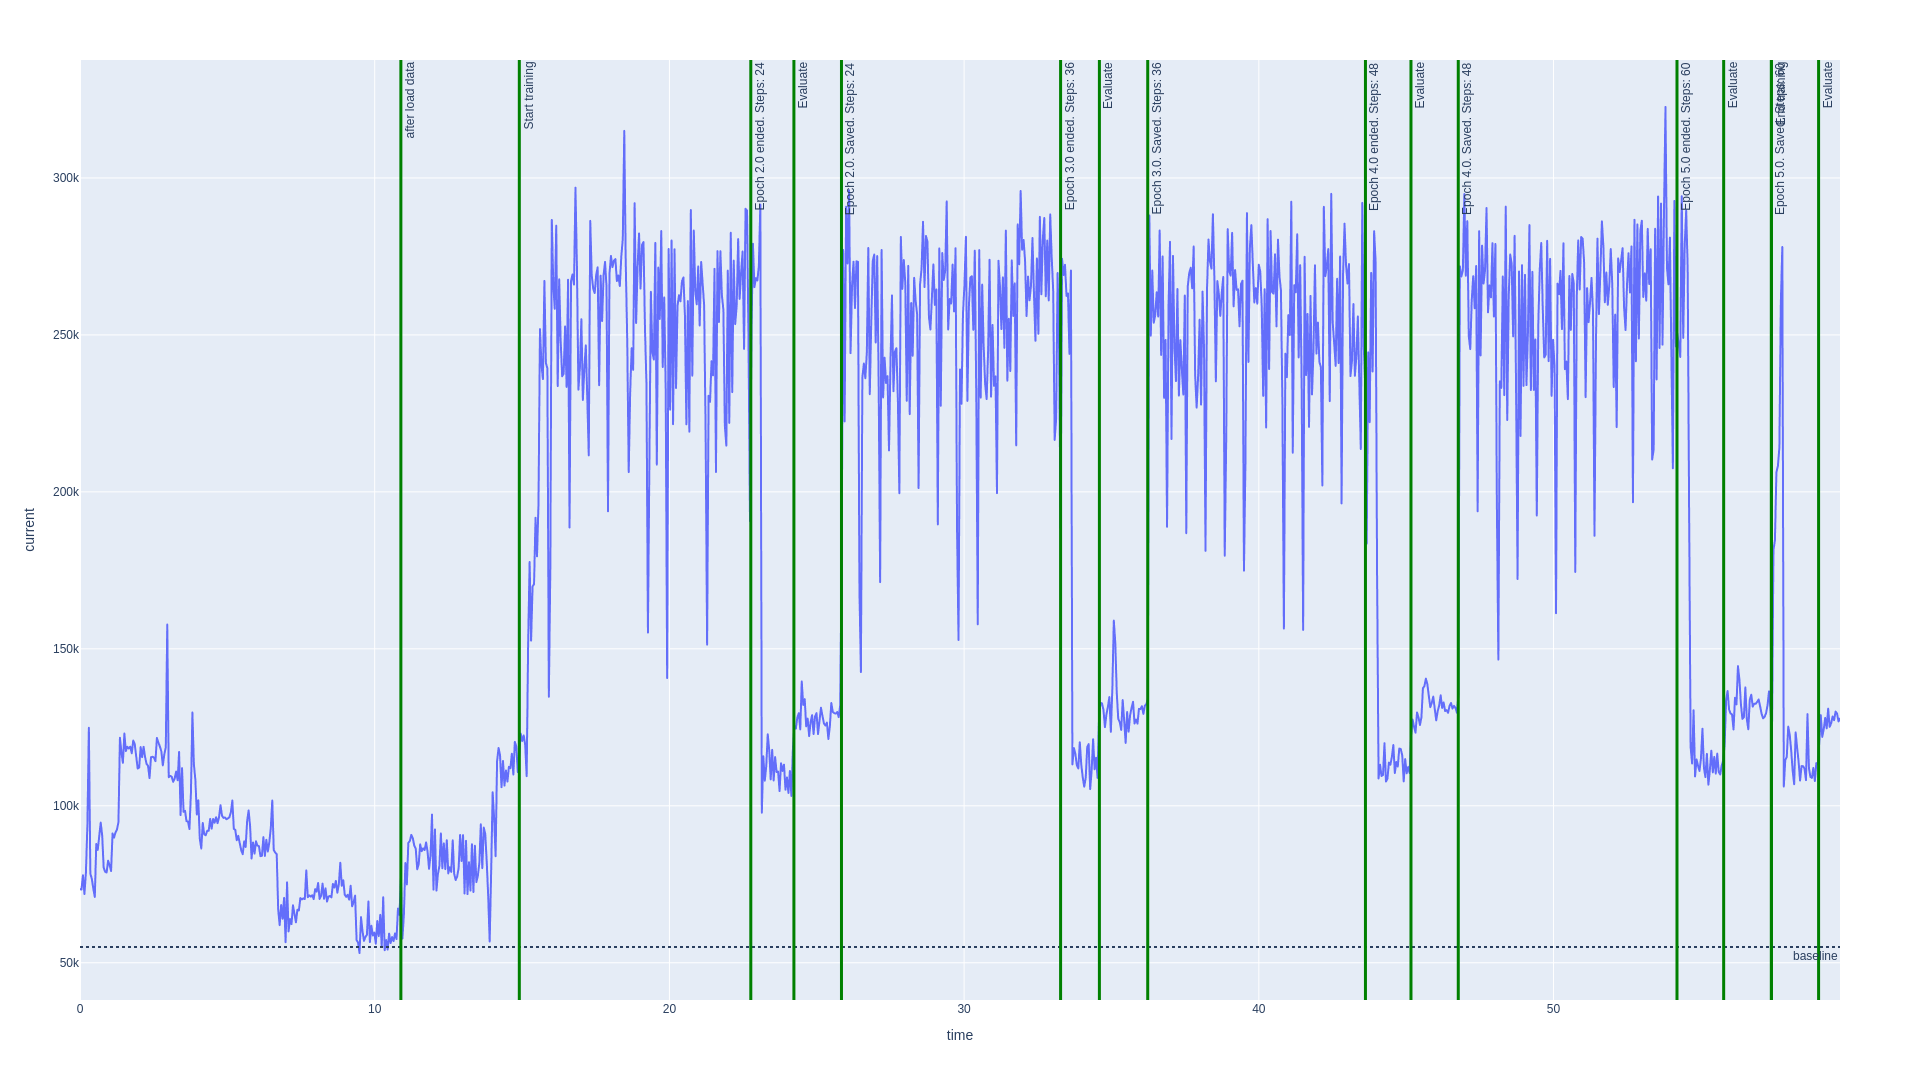 after load data
Start training
Epoch 2.0 ended. Steps: 24
Evaluate
Epoch 2.0. Saved. Steps: 24
Epoch 3.0 ended. Steps: 36
Evaluate
Epoch 3.0. Saved. Steps: 36
Epoch 4.0 ended. Steps: 48
Evaluate
Epoch 4.0. Saved. Steps: 48
Epoch 5.0 ended. Steps: 60
Evaluate
Epoch 5.0. Saved.
Evaluate
300k
250k
200k
150k
100k
50k
current
baseline
0
10
20
30
40
50
time